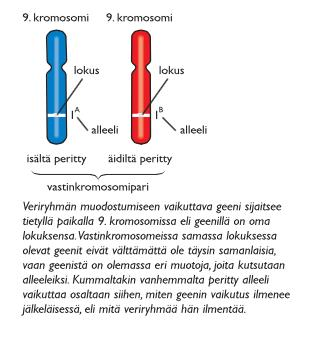 9. kromosomi 9. kromosomi
lokus lokus
I^A I^B
alleeli alleeli
isältä peritty äidiltä peritty
vastinkromosomipari
Veriryhmän muodostumiseen vaikuttava geeni sijaitsee
tietyllä paikalla 9. kromosomissa eli geenillä on oma
lokuksensa. Vastinkromosomeissa samassa lokuksessa
olevat geenit eivät välttämättä ole täysin samanlaisia,
vaan geenistä on olemassa eri muotoja, joita kutsutaan
alleeleiksi. Kummaltakin vanhemmalta peritty alleeli
vaikuttaa osaltaan siihen, miten geenin vaikutus ilmenee
jälkeläisessä, eli mitä veriryhmää hän ilmentää.